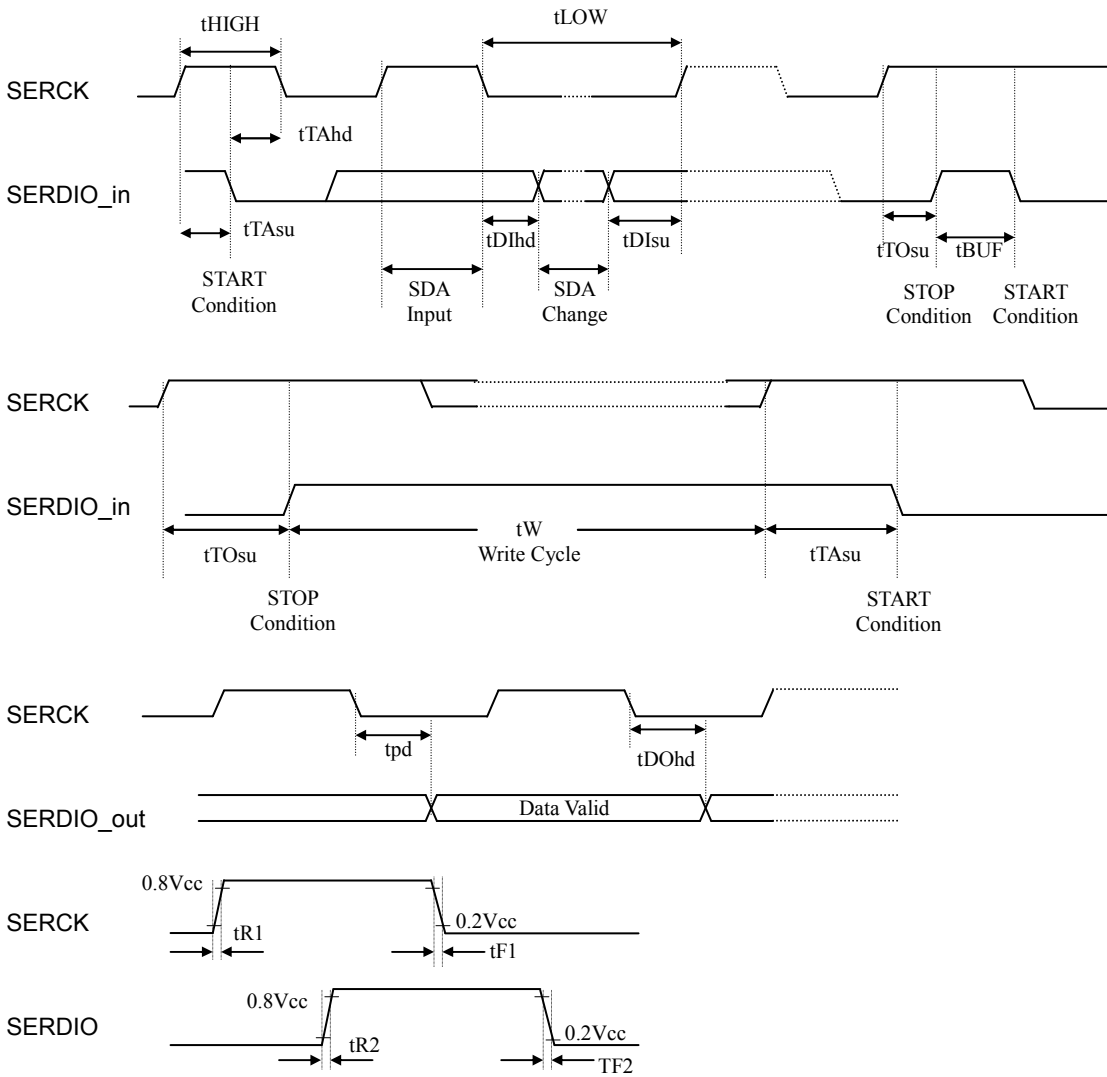 tHIGH
tLOW
SERCK
tTAhd
SERDIO_in
tTAsu
tDIhd
tDIsu
tTOsu
tBUF
START
Condition
SDA
Input
SDA
Change
STOP
Condition
START
Condition
SERCK
SERDIO_in
tTOsu
tW
Write Cycle
tTAsu
STOP
Condition
START
Condition
SERCK
tpd
tDOhd
SERDIO_out
Data Valid
0.8Vcc
SERCK
0.2Vcc
tR1
tF1
0.8Vcc
SERDIO
0.2Vcc
tR2
TF2